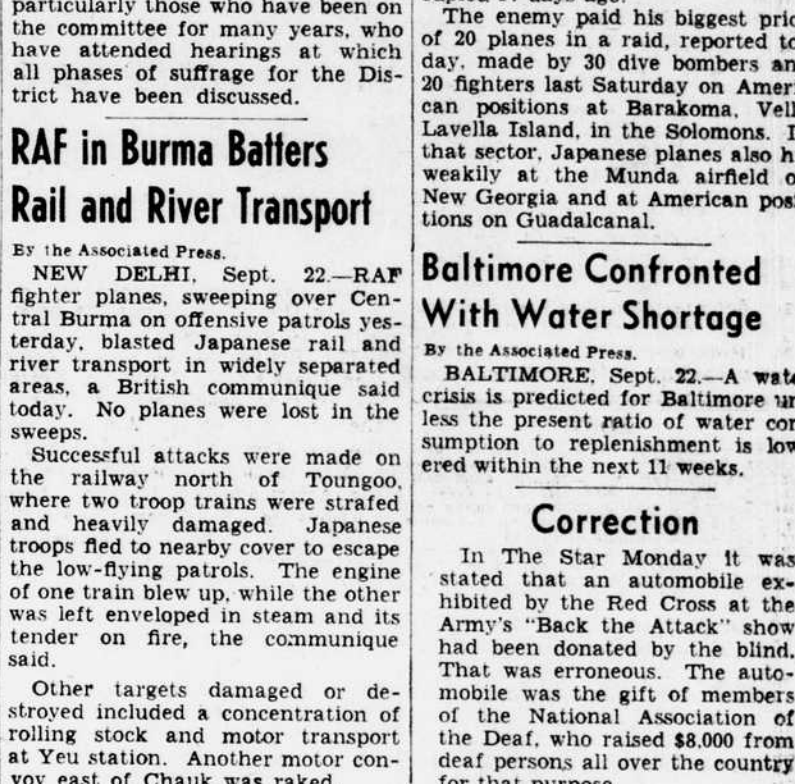 particularly those who have been on
the committee for many years, who
have attended hearings at which
all phases of suffrage for the Dis-
trict have been discussed.
RAF in Burma Batters
Rail and River Transport
By the Associated Press.
NEW DELHI, Sept. 22.—RAF
fighter planes, sweeping over Cen-
tral Burma on offensive patrols yes-
terday, blasted Japanese rail and
river transport in widely separated
areas, a British communique said
today. No planes were lost in the
sweeps.
Successful attacks were made on
the railway north of Toungoo,
where two troop trains were strafed
and heavily damaged. Japanese
troops fled to nearby cover to escape
the low-flying patrols. The engine
of one train blew up, while the other
was left enveloped in steam and its
tender on fire, the communique
said.
Other targets damaged or de-
stroyed included a concentration of
rolling stock and motor transport
at Yeu station. Another motor con-
voy east of Chauk was raked
The enemy paid his biggest
of 20 planes in a raid, reported
day, made by 30 dive bombers
20 fighters last Saturday on Ameri
can positions at Barakoma,
Lavella Island, in the Solomons.
that sector, Japanese planes also
weakily at the Munda airfield
New Georgia and at American
tions on Guadalcanal.
Baltimore Confronted
With Water Shortage
By the Associated Press.
BALTIMORE, Sept. 22.—A
crisis is predicted for Baltimore
less the present ratio of water
sumption to replenishment is
ered within the next 11 weeks.
Correction
In The Star Monday it was
stated that an automobile ex-
hibited by the Red Cross at the
Army's "Back the Attack" show
had been donated by the blind.
That was erroneous. The auto-
mobile was the gift of members
of the National Association of
the Deaf, who raised $8,000 from
deaf persons all over the country
for that purpose